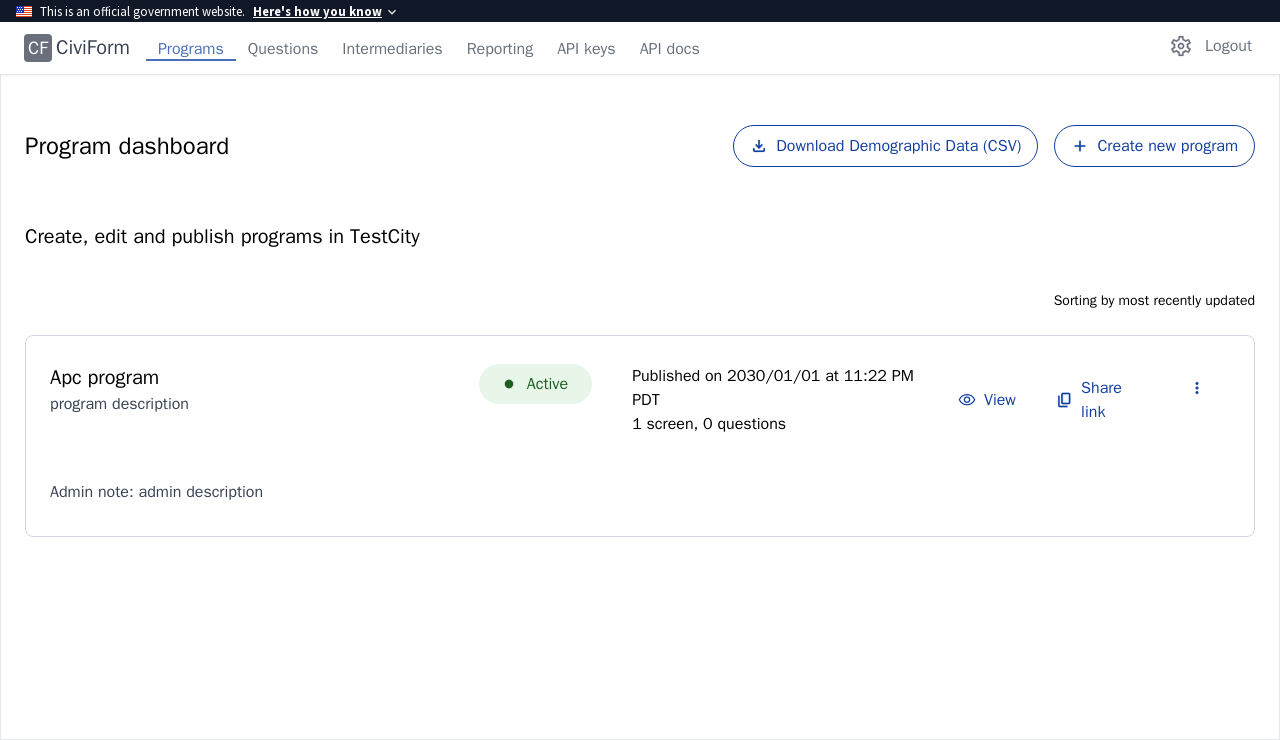 This is an official government website. Here's how you know
CF CiviForm Programs Questions Intermediaries Reporting API keys API docs Logout
Program dashboard
Download Demographic Data (CSV)
Create new program
Create, edit and publish programs in TestCity
Sorting by most recently updated
Apc program
program description
Active
Published on 2030/01/01 at 11:22 PM
PDT
1 screen, 0 questions
View
Share
link
Admin note: admin description